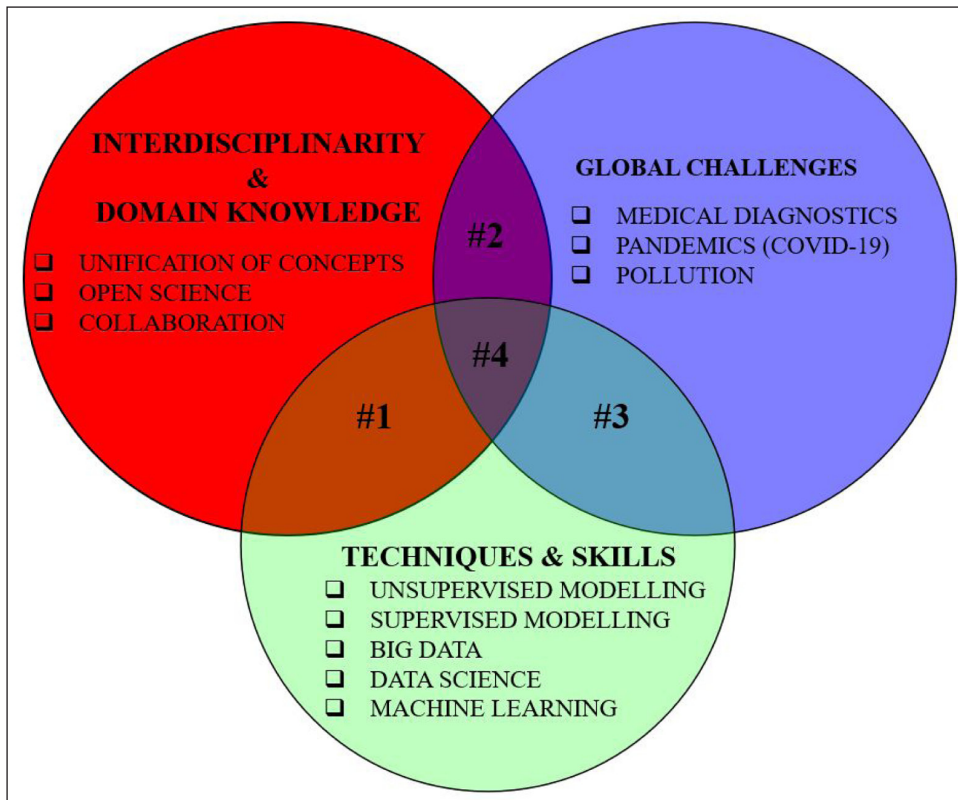 INTERDISCIPLINARITY
&
DOMAIN KNOWLEDGE
❑ UNIFICATION OF CONCEPTS
❑ OPEN SCIENCE
❑ COLLABORATION
GLOBAL CHALLENGES
❑ MEDICAL DIAGNOSTICS
❑ PANDEMICS (COVID-19)
❑ POLLUTION
#2
#4
#1
#3
TECHNIQUES & SKILLS
❑ UNSUPERVISED MODELLING
❑ SUPERVISED MODELLING
❑ BIG DATA
❑ DATA SCIENCE
❑ MACHINE LEARNING